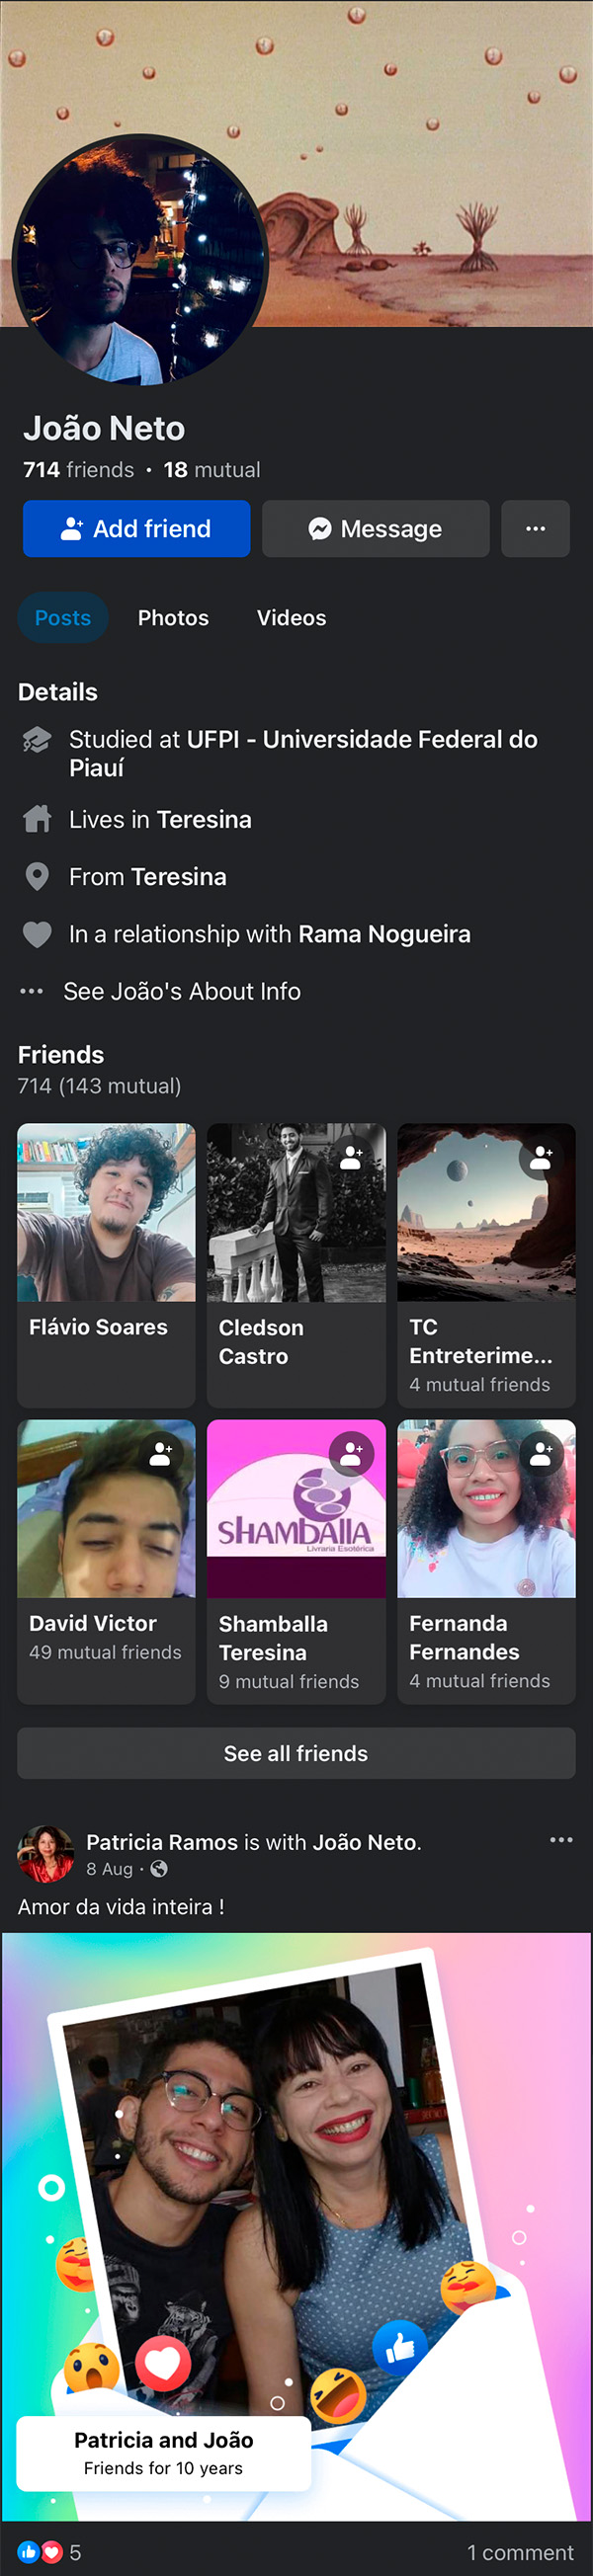 João Neto
714 friends • 18 mutual
Add friend
Message
Posts
Photos
Videos
Details
Studied at UFPI - Universidade Federal do
Piauí
Lives in Teresina
From Teresina
In a relationship with Rama Nogueira
See João's About Info
Friends
714 (143 mutual)
Flávio Soares
Cledson
Castro
TC
Entreterime...
4 mutual friends
David Victor
49 mutual friends
SHAMBALLA
Livraria Esotérica
Shamballa
Teresina
9 mutual friends
Fernanda
Fernandes
4 mutual friends
See all friends
Patricia Ramos is with João Neto.
8 Aug ·
Amor da vida inteira !
Patricia and João
Friends for 10 years
5
1 comment